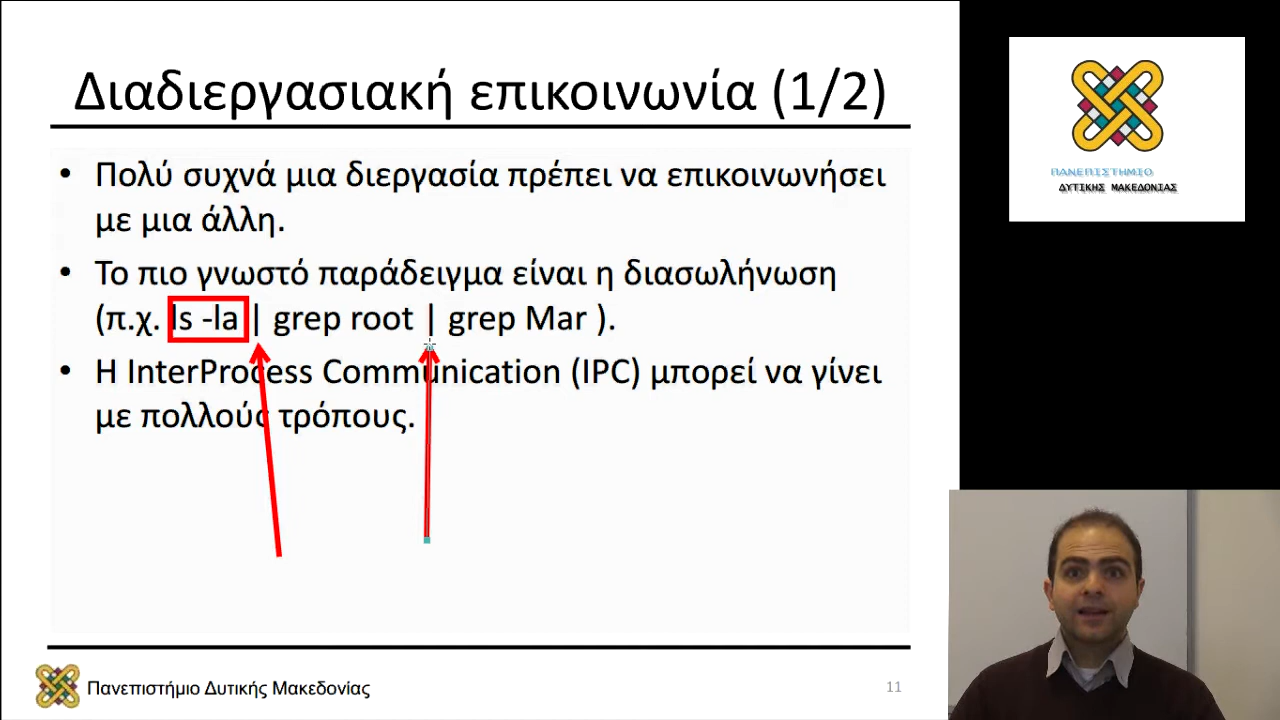 Διαδιεργασιακή επικοινωνία (1/2)
• Πολύ συχνά μια διεργασία πρέπει να επικοινωνήσει
με μια άλλη.
• Το πιο γνωστό παράδειγμα είναι η διασωλήνωση
(π.χ. ls -la | grep root | grep Mar ).
• Η InterProcess Communication (IPC) μπορεί να γίνει
με πολλούς τρόπους.
Πανεπιστήμιο Δυτικής Μακεδονίας
11
ΠΑΝΕΠΙΣΤΗΜΙΟ
ΔΥΤΙΚΗΣ ΜΑΚΕΔΟΝΙΑΣ